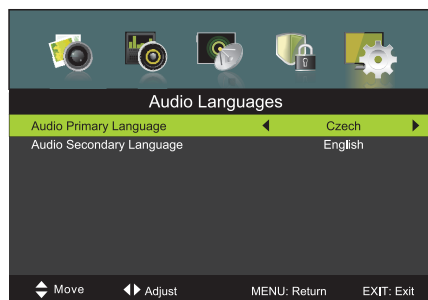 Audio Languages
Audio Primary Language Czech
Audio Secondary Language English
Move Adjust MENU: Return EXIT: Exit